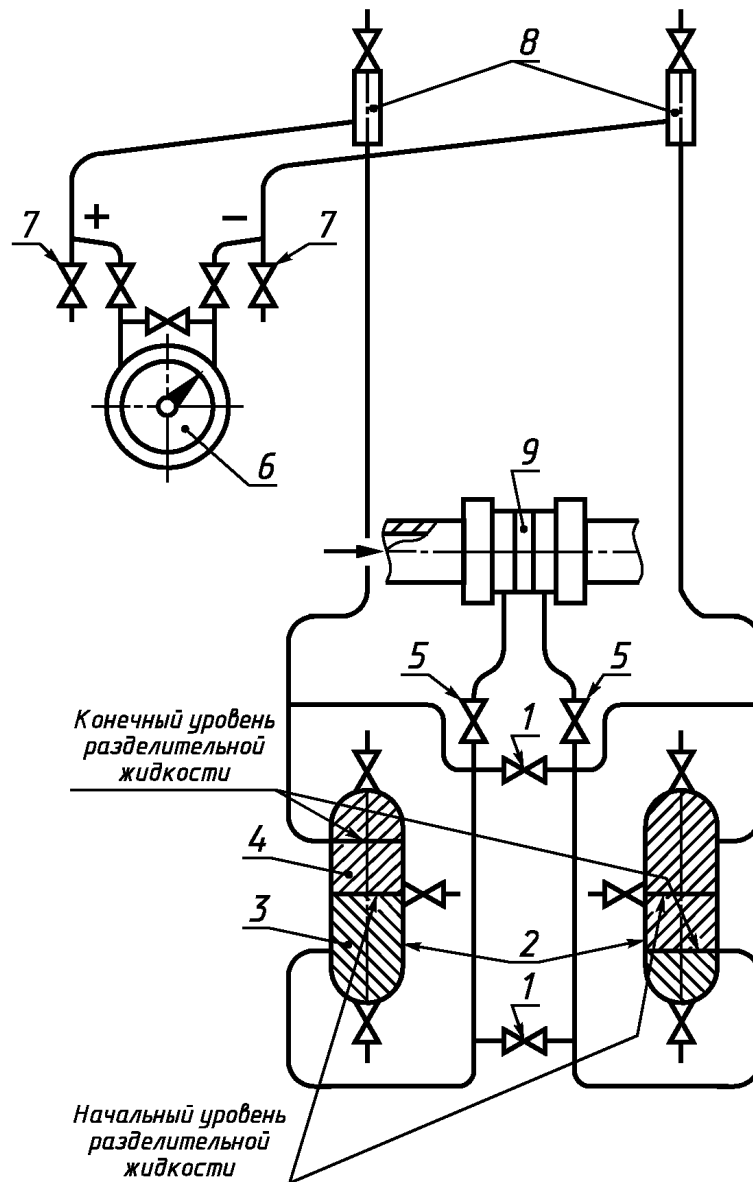 8
7
+
−
7
6
9
5
5
Конечный уровень
разделительной
жидкости
1
4
3
2
1
Начальный уровень
разделительной
жидкости